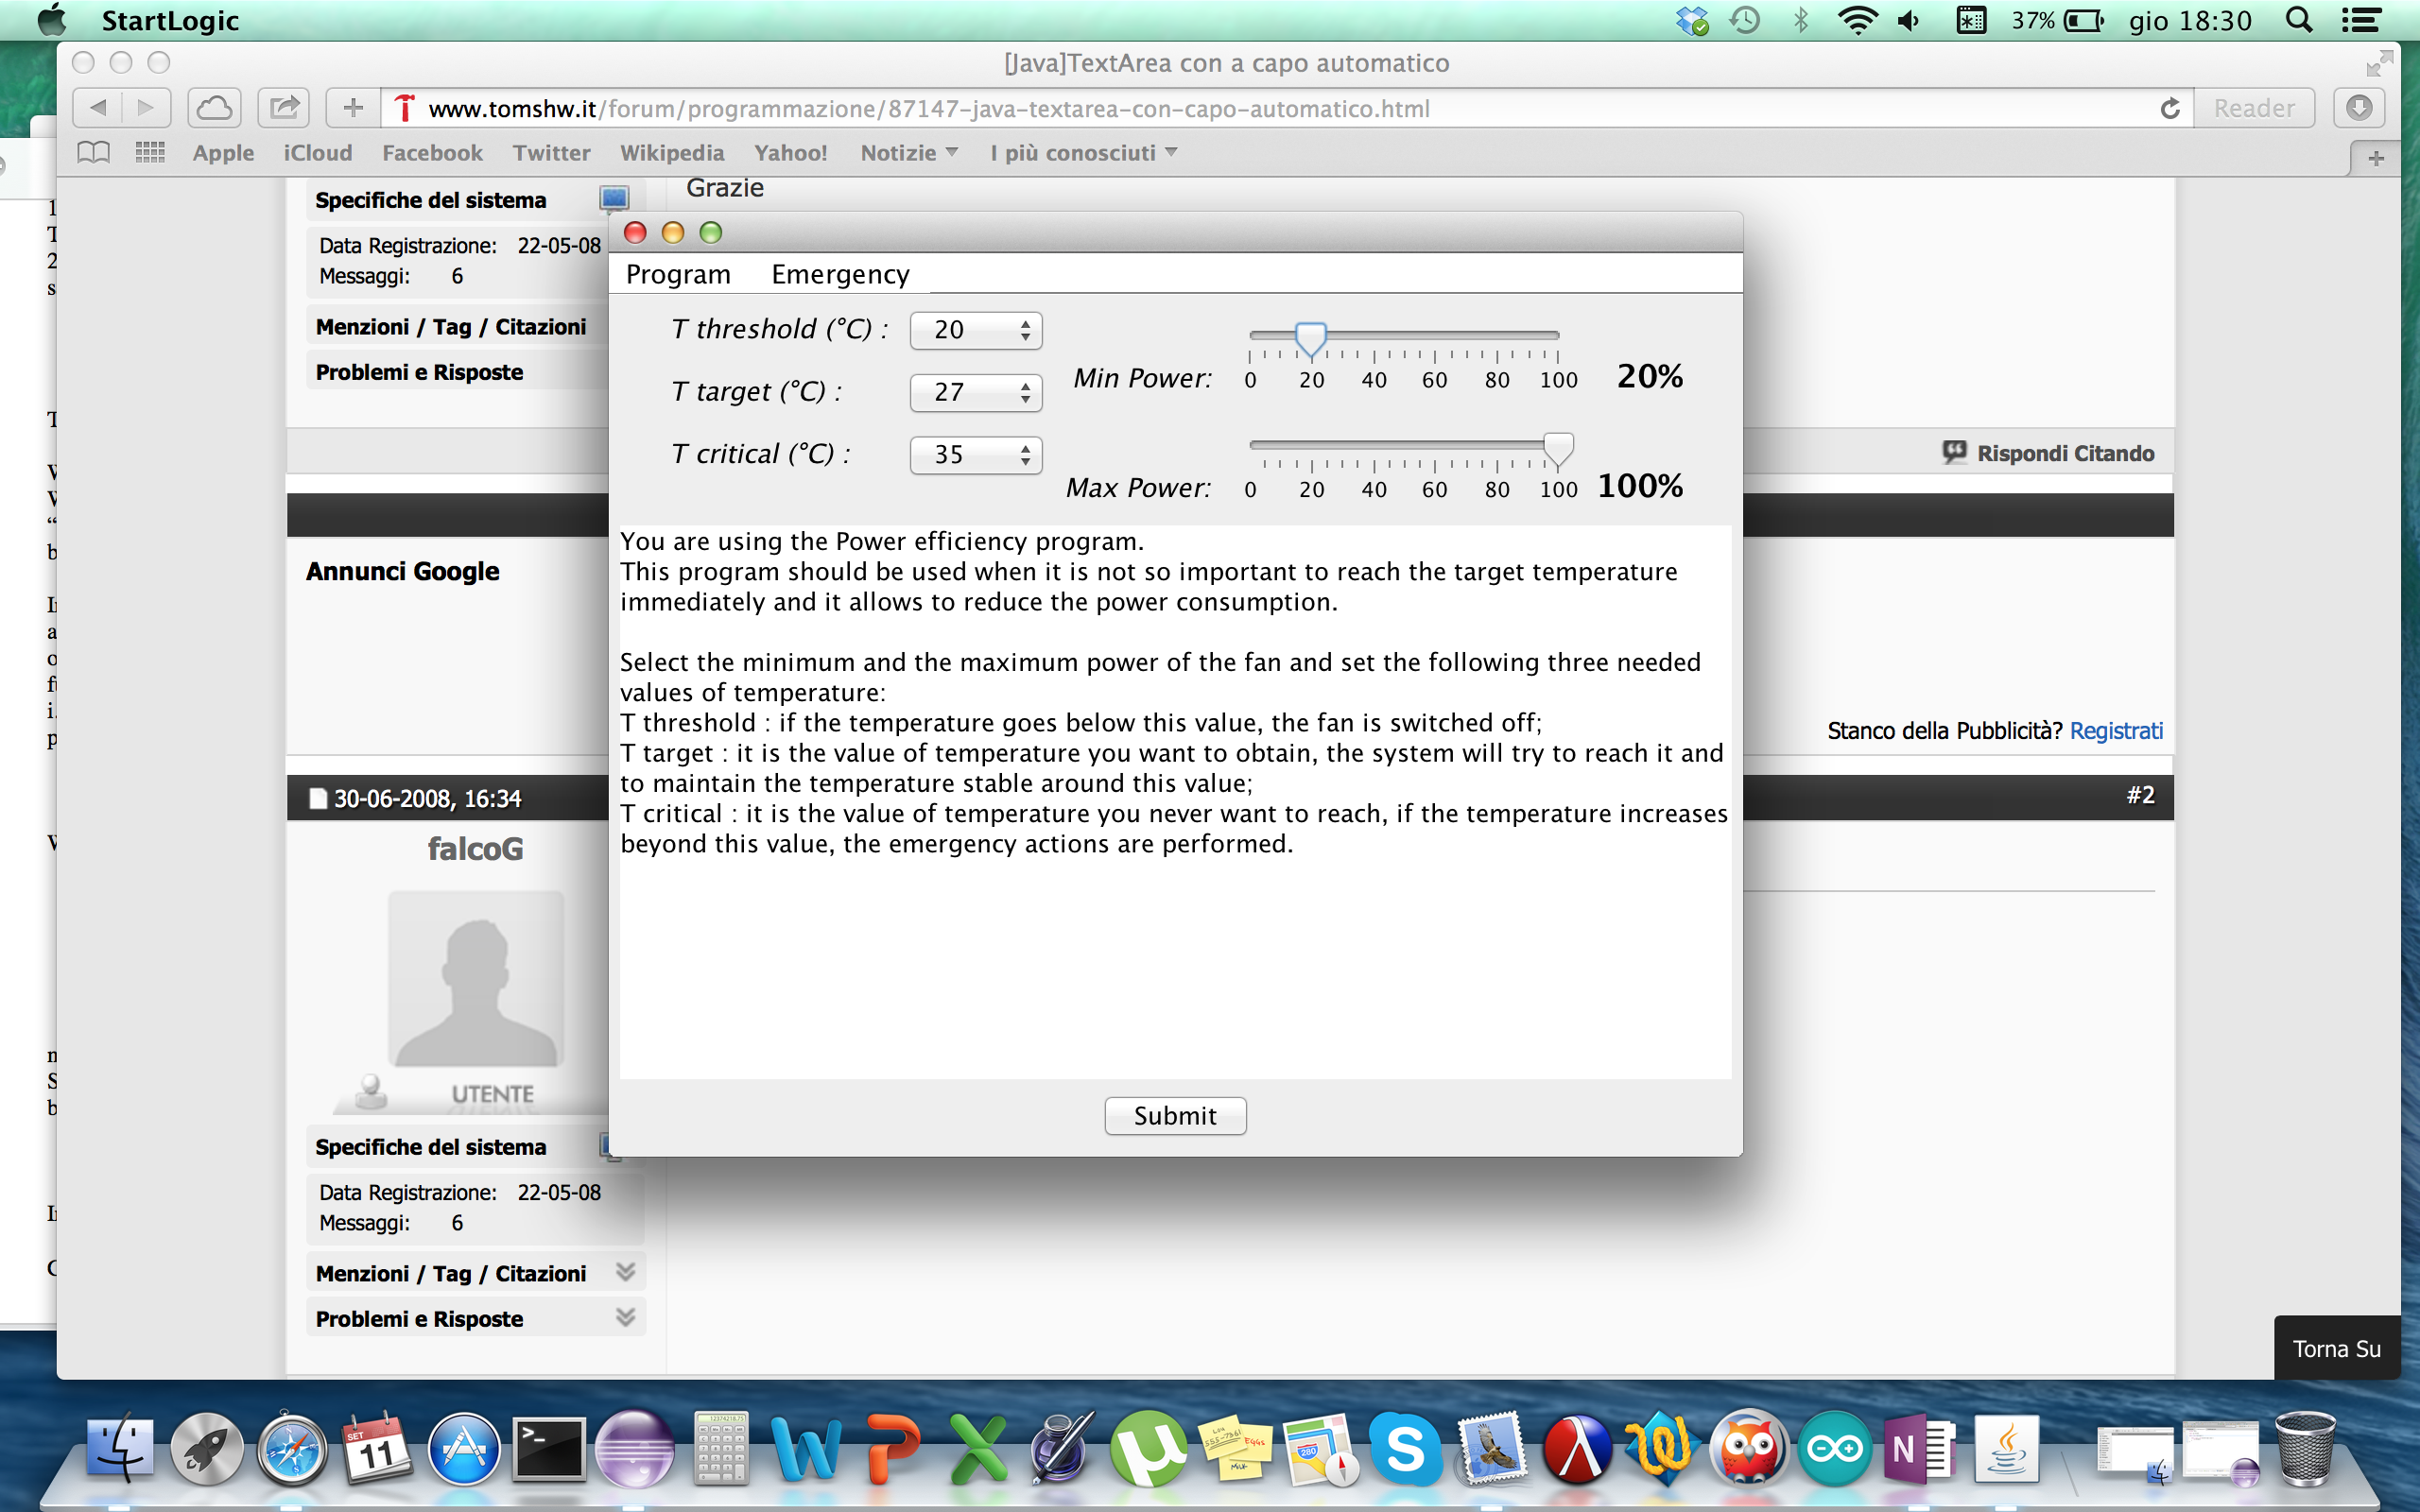 StartLogic
37%
gio 18:30
[Java]TextArea con a capo automatico
www.tomshw.it/forum/programmazione/87147-java-textarea-con-capo-automatico.html
Reader
Apple iCloud Facebook Twitter Wikipedia Yahoo! Notizie I più conosciuti
Grazie
Specifiche del sistema
Data Registrazione: 22-05-08
Messaggi: 6
Menzioni / Tag / Citazioni
Problemi e Risposte
Rispondi Citando
Annunci Google
Stanco della Pubblicità? Registrati
30-06-2008, 16:34
#2
falcoG
UTENTE
Specifiche del sistema
Data Registrazione: 22-05-08
Messaggi: 6
Menzioni / Tag / Citazioni
Problemi e Risposte
Torna Su
Program Emergency
T threshold (°C) : 20
T target (°C) : 27
T critical (°C) : 35
Min Power: 0 20 40 60 80 100 20%
Max Power: 0 20 40 60 80 100 100%
You are using the Power efficiency program.
This program should be used when it is not so important to reach the target temperature
immediately and it allows to reduce the power consumption.
Select the minimum and the maximum power of the fan and set the following three needed
values of temperature:
T threshold : if the temperature goes below this value, the fan is switched off;
T target : it is the value of temperature you want to obtain, the system will try to reach it and
to maintain the temperature stable around this value;
T critical : it is the value of temperature you never want to reach, if the temperature increases
beyond this value, the emergency actions are performed.
Submit
SET
11
280